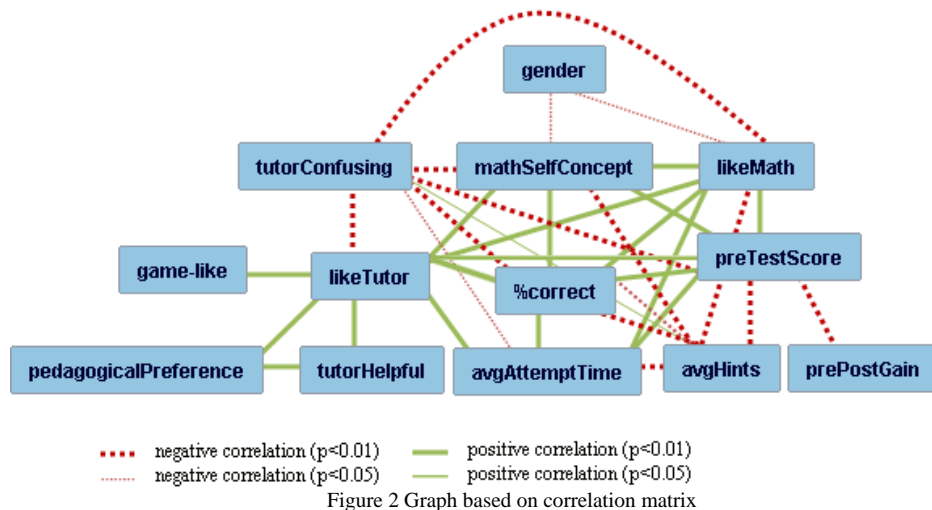 gender
tutorConfusing
mathSelfConcept
likeMath
game-like
likeTutor
preTestScore
%correct
pedagogicalPreference
tutorHelpful
avgAttemptTime
avgHints
prePostGain
negative correlation (p<0.01)
positive correlation (p<0.01)
negative correlation (p<0.05)
positive correlation (p<0.05)
Figure 2 Graph based on correlation matrix